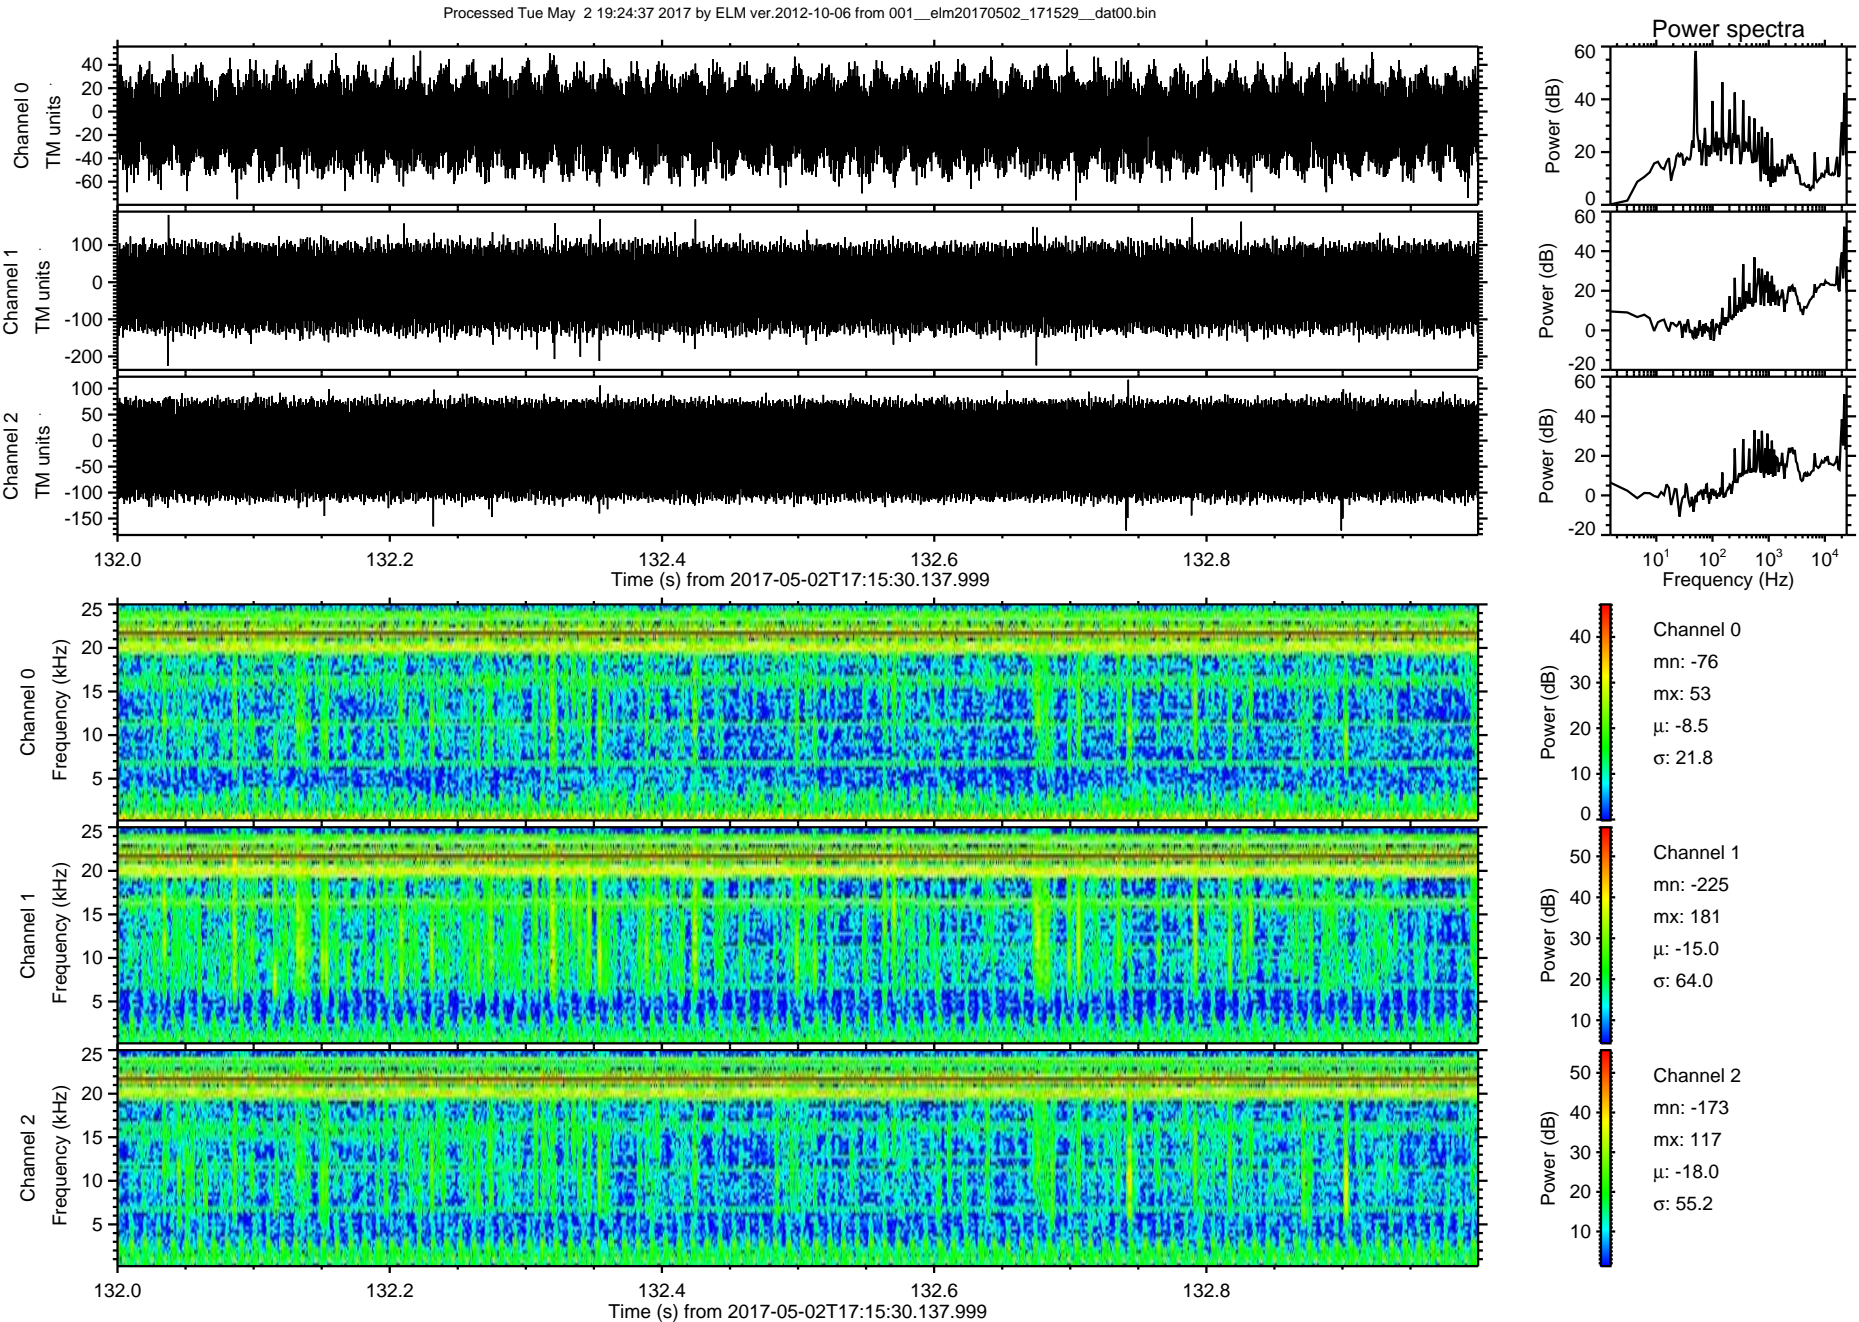 Processed Tue May  2 19:24:37 2017 by ELM ver.2012-10-06 from 001__elm20170502_171529__dat00.bin
Power spectra
Channel 0
TM units
40
20
0
-20
-40
-60
Power (dB)
60
40
20
0
Channel 1
TM units
100
0
-100
-200
Power (dB)
60
40
20
0
-20
Channel 2
TM units
100
50
0
-50
-100
-150
Power (dB)
60
40
20
0
-20
132.0 132.2 132.4 132.6 132.8
Time (s) from 2017-05-02T17:15:30.137.999
10^1 10^2 10^3 10^4
Frequency (Hz)
Channel 0
Frequency (kHz)
25
20
15
10
5
Power (dB)
40
30
20
10
0
Channel 0
mn: -76
mx: 53
μ: -8.5
σ: 21.8
Channel 1
Frequency (kHz)
25
20
15
10
5
Power (dB)
50
40
30
20
10
Channel 1
mn: -225
mx: 181
μ: -15.0
σ: 64.0
Channel 2
Frequency (kHz)
25
20
15
10
5
Power (dB)
50
40
30
20
10
Channel 2
mn: -173
mx: 117
μ: -18.0
σ: 55.2
132.0 132.2 132.4 132.6 132.8
Time (s) from 2017-05-02T17:15:30.137.999